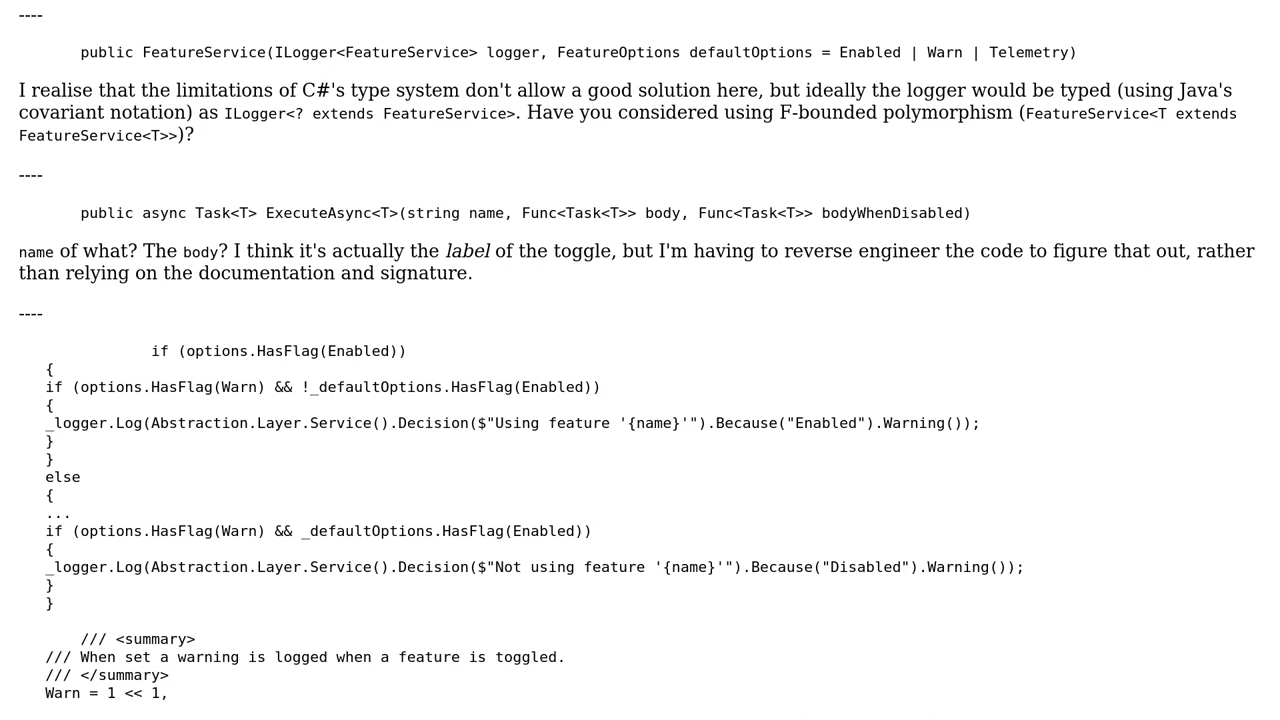 ----
public FeatureService(ILogger<FeatureService> logger, FeatureOptions defaultOptions = Enabled | Warn | Telemetry)
I realise that the limitations of C#'s type system don't allow a good solution here, but ideally the logger would be typed (using Java's
covariant notation) as ILogger<? extends FeatureService>. Have you considered using F-bounded polymorphism (FeatureService<T extends
FeatureService<T>>)?
----
public async Task<T> ExecuteAsync<T>(string name, Func<Task<T>> body, Func<Task<T>> bodyWhenDisabled)
name of what? The body? I think it's actually the label of the toggle, but I'm having to reverse engineer the code to figure that out, rather
than relying on the documentation and signature.
----
if (options.HasFlag(Enabled))
{
if (options.HasFlag(Warn) && !_defaultOptions.HasFlag(Enabled))
{
_logger.Log(Abstraction.Layer.Service().Decision($"Using feature '{name}'").Because("Enabled").Warning());
}
}
else
{
...
if (options.HasFlag(Warn) && _defaultOptions.HasFlag(Enabled))
{
_logger.Log(Abstraction.Layer.Service().Decision($"Not using feature '{name}'").Because("Disabled").Warning());
}
}
/// <summary>
/// When set a warning is logged when a feature is toggled.
/// </summary>
Warn = 1 << 1,